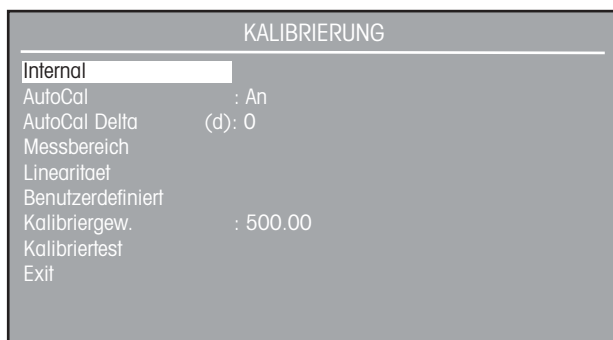 KALIBRIERUNG
Internal
AutoCal : An
AutoCal Delta (d): 0
Messbereich
Linearitaet
Benutzerdefiniert
Kalibriergew. : 500.00
Kalibriertest
Exit